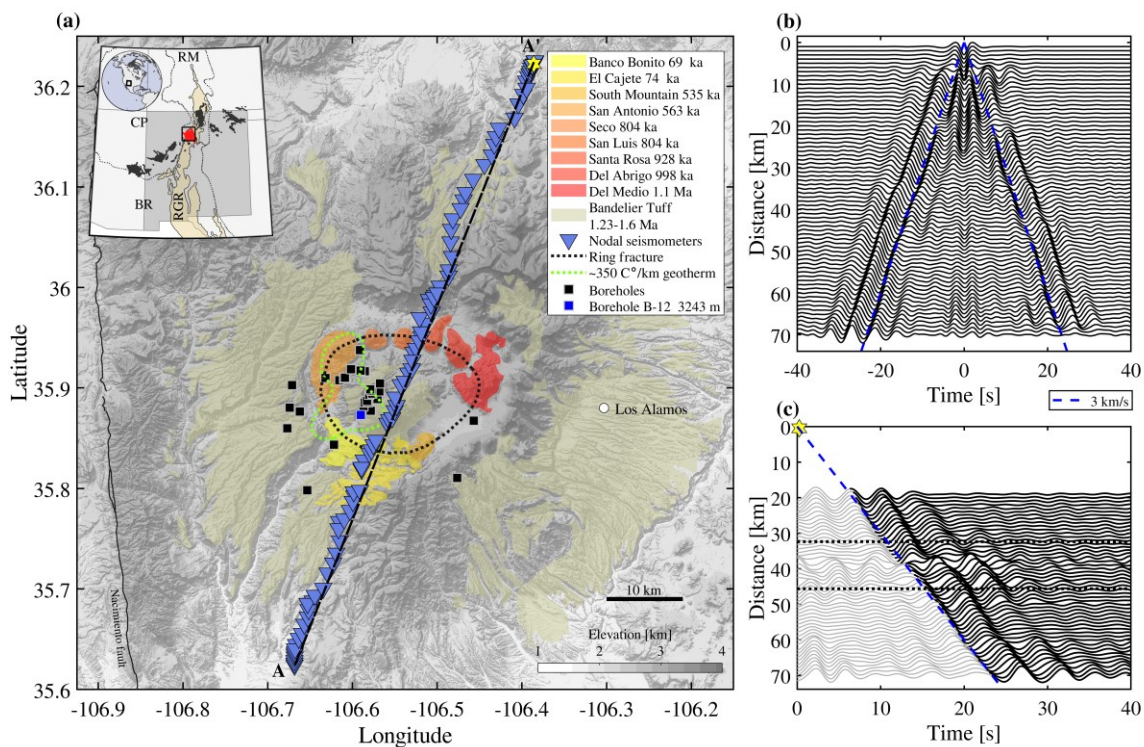 (a)
A'
36.2
36.1
36
35.9
35.8
35.7
35.6
Latitude
-106.9
-106.8
-106.7
-106.6
-106.5
-106.4
-106.3
-106.2
Longitude
RM
CP
BR
RGR
Banco Bonito 69 ka
El Cajete 74 ka
South Mountain 535 ka
San Antonio 563 ka
Seco 804 ka
San Luis 804 ka
Santa Rosa 928 ka
Del Abrigo 998 ka
Del Medio 1.1 Ma
Bandelier Tuff
1.23-1.6 Ma
Nodal seismometers
Ring fracture
~350 C°/km geotherm
Boreholes
Borehole B-12 3243 m
Los Alamos
10 km
Elevation [km]
1
2
3
4
Nacimiento fault
A
(b)
0
10
20
30
40
50
60
70
Distance [km]
-40
-20
0
20
40
Time [s]
3 km/s
(c)
0
10
20
30
40
50
60
70
Distance [km]
0
10
20
30
40
Time [s]